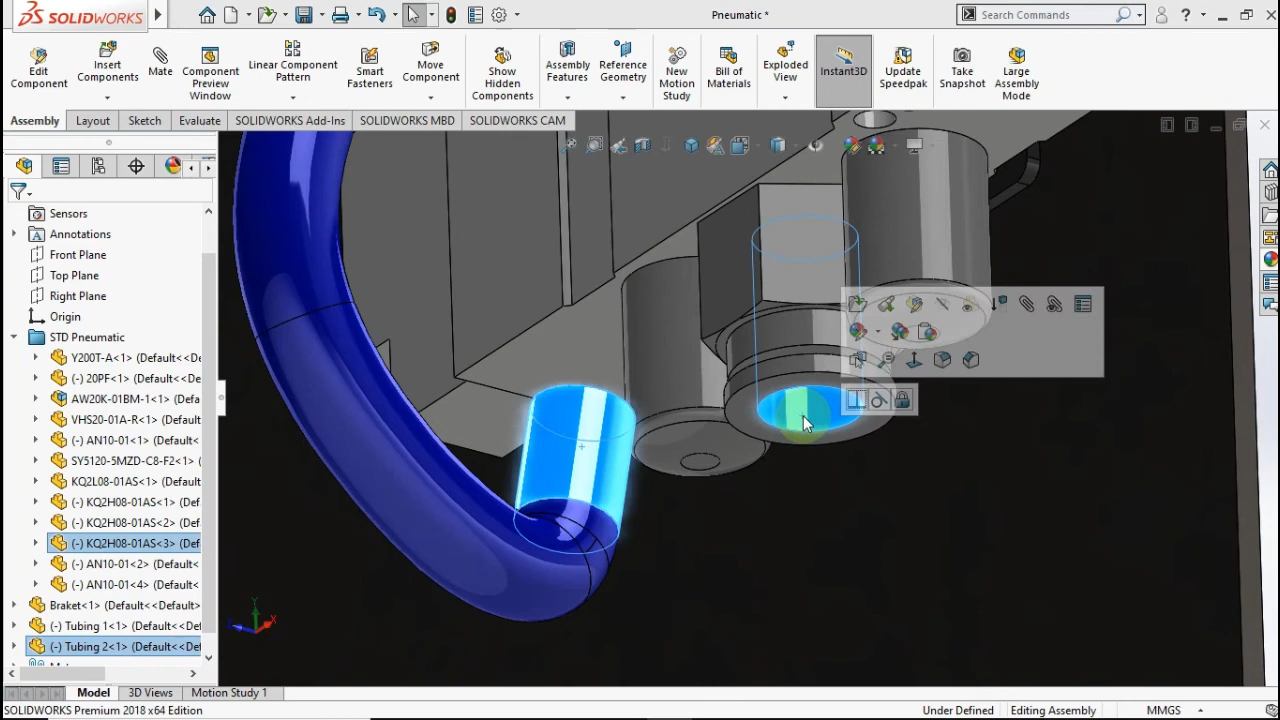 SOLIDWORKS
Pneumatic *
Search Commands
Edit Component
Insert Components
Mate
Component Preview Window
Linear Component Pattern
Smart Fasteners
Move Component
Show Hidden Components
Assembly Features
Reference Geometry
New Motion Study
Bill of Materials
Exploded View
Instant3D
Update Speedpak
Take Snapshot
Large Assembly Mode
Assembly
Layout
Sketch
Evaluate
SOLIDWORKS Add-Ins
SOLIDWORKS MBD
SOLIDWORKS CAM
Sensors
Annotations
Front Plane
Top Plane
Right Plane
Origin
STD Pneumatic
Y200T-A<1> (Default<<De
(-) 20PF<1> (Default<<De
AW20K-01BM-1<1> (De
VHS20-01A-R<1> (Defau
(-) AN10-01<1> (Default<
SY5120-5MZD-C8-F2<1>
KQ2L08-01AS<1> (Defau
(-) KQ2H08-01AS<1> (Def
(-) KQ2H08-01AS<2> (Def
(-) KQ2H08-01AS<3> (Def
(-) AN10-01<2> (Default<
(-) AN10-01<4> (Default<
Braket<1> (Default<<Default>
(-) Tubing 1<1> (Default<<Def
(-) Tubing 2<1> (Default<<Def
Y
X
Model
3D Views
Motion Study 1
SOLIDWORKS Premium 2018 x64 Edition
Under Defined
Editing Assembly
MMGS